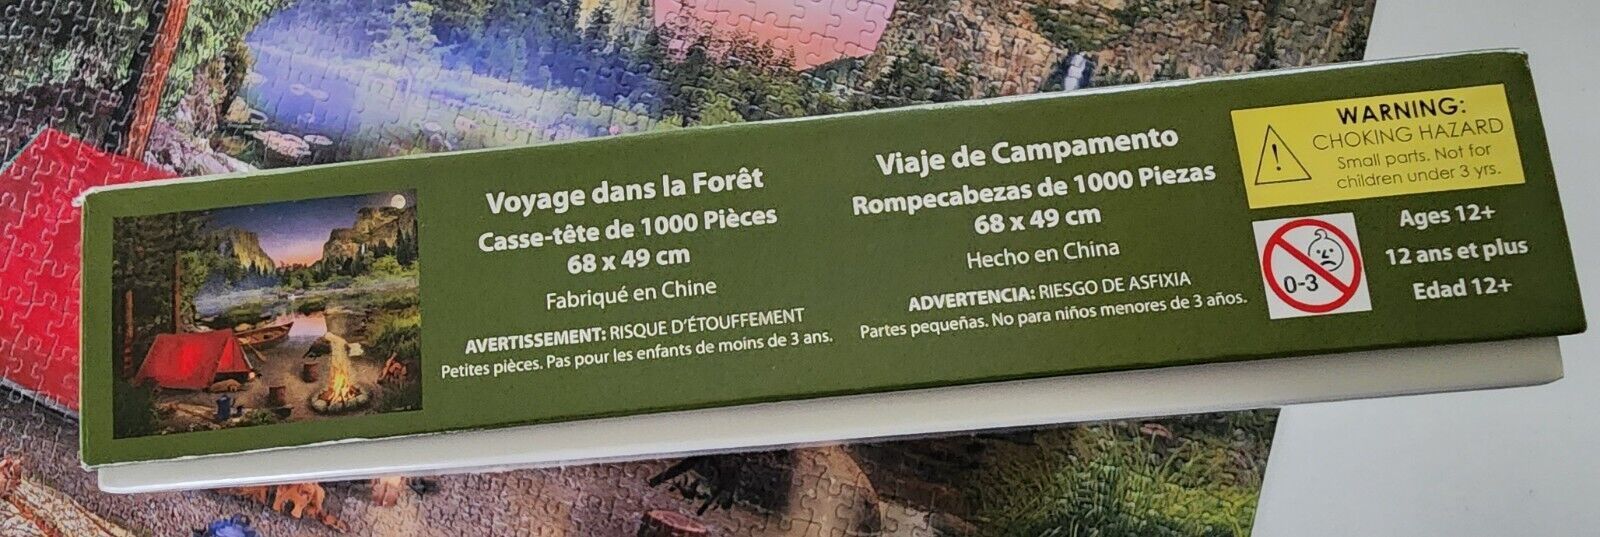 Voyage dans la Forêt
Casse-tête de 1000 Pièces
68 x 49 cm
Fabriqué en Chine
AVERTISSEMENT: RISQUE D'ÉTOUFFEMENT
Petites pièces. Pas pour les enfants de moins de 3 ans.
Viaje de Campamento
Rompecabezas de 1000 Piezas
68 x 49 cm
Hecho en China
ADVERTENCIA: RIESGO DE ASFIXIA
Partes pequeñas. No para niños menores de 3 años.
WARNING:
CHOKING HAZARD
Small parts. Not for
children under 3 yrs.
0-3
Ages 12+
12 ans et plus
Edad 12+